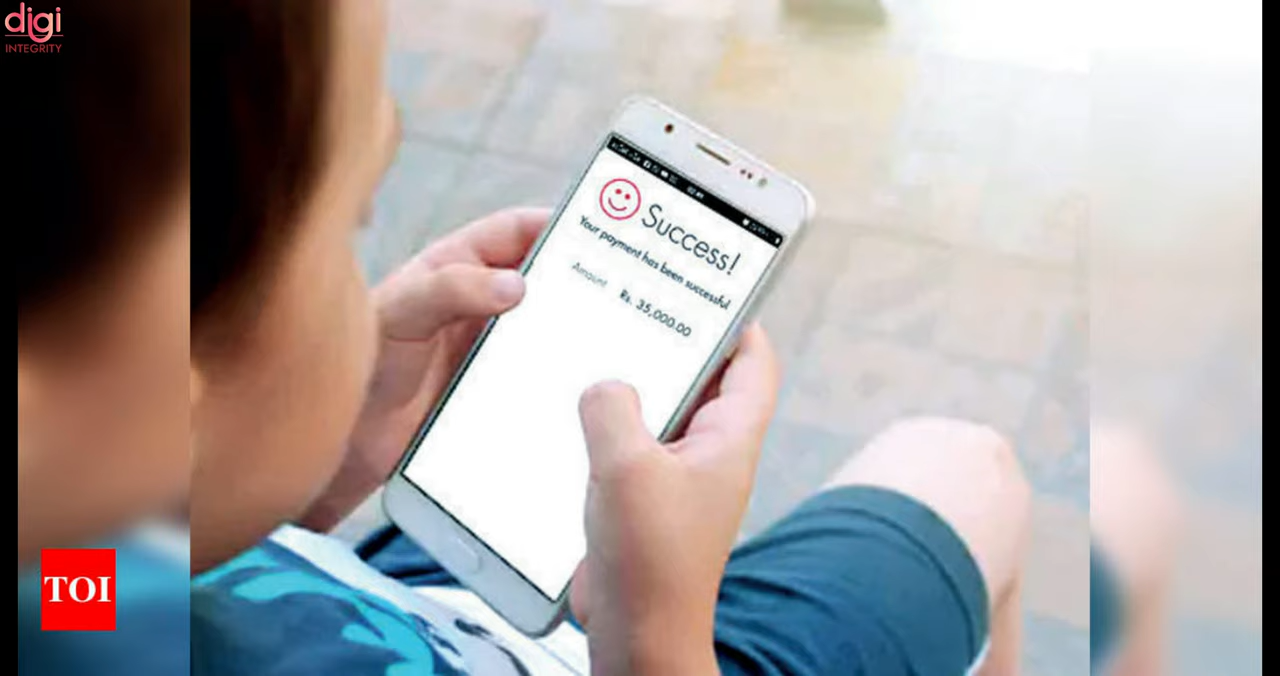 digi
INTEGRITY
Success!
Your payment has been successful
Amount Rs. 35,000.00
TOI